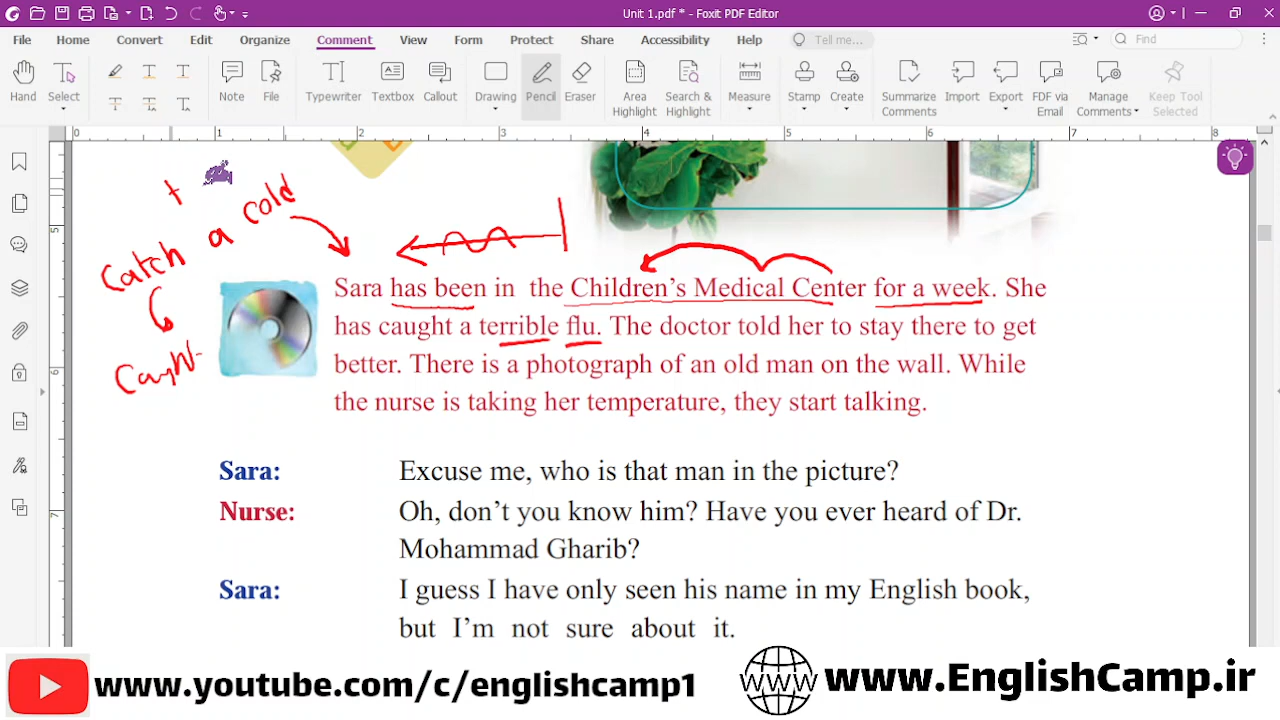 Unit 1.pdf * - Foxit PDF Editor
File Home Convert Edit Organize Comment View Form Protect Share Accessibility Help Tell me... Find
Hand Select Note File Typewriter Textbox Callout Drawing Pencil Eraser Area Highlight Search & Highlight Measure Stamp Create Summarize Comments Import Export FDF via Email Manage Comments Keep Tool Selected
0 1 2 3 4 5 6 7 8
5
6
7
catch a cold
Caught
Sara has been in the Children's Medical Center for a week. She
has caught a terrible flu. The doctor told her to stay there to get
better. There is a photograph of an old man on the wall. While
the nurse is taking her temperature, they start talking.
Sara: Excuse me, who is that man in the picture?
Nurse: Oh, don't you know him? Have you ever heard of Dr.
Mohammad Gharib?
Sara: I guess I have only seen his name in my English book,
but I'm not sure about it.
www.youtube.com/c/englishcamp1
WWW www.EnglishCamp.ir